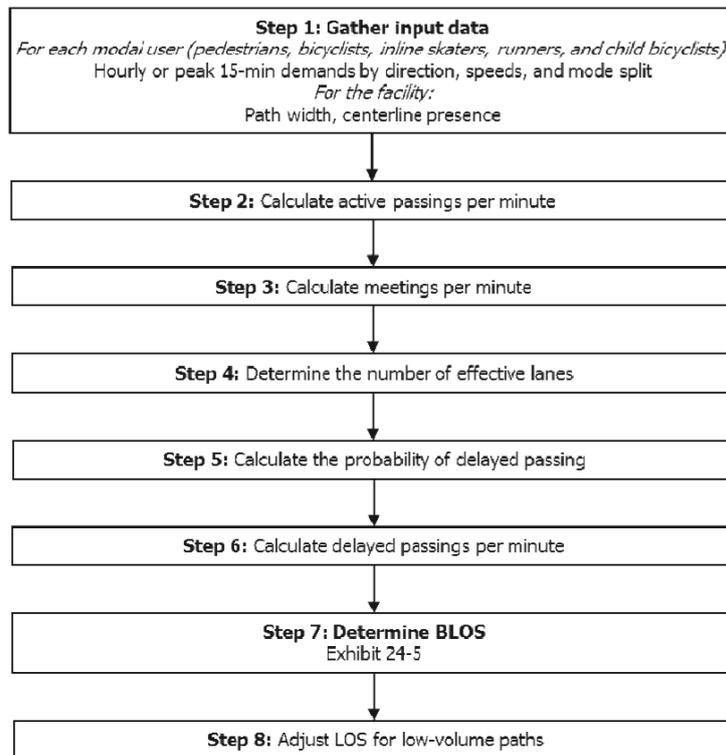 Step 1: Gather input data
For each modal user (pedestrians, bicyclists, inline skaters, runners, and child bicyclists)
Hourly or peak 15-min demands by direction, speeds, and mode split
For the facility:
Path width, centerline presence
Step 2: Calculate active passings per minute
Step 3: Calculate meetings per minute
Step 4: Determine the number of effective lanes
Step 5: Calculate the probability of delayed passing
Step 6: Calculate delayed passings per minute
Step 7: Determine BLOS
Exhibit 24-5
Step 8: Adjust LOS for low-volume paths